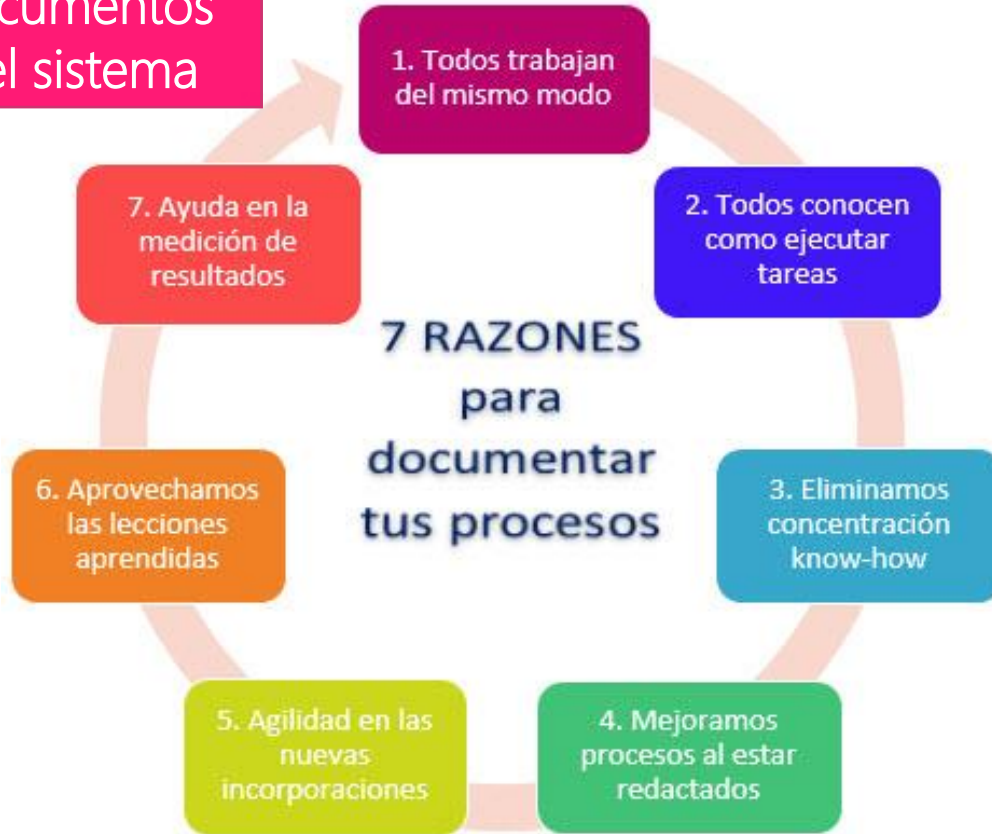 cumentos
el sistema
1. Todos trabajan
del mismo modo
2. Todos conocen
como ejecutar
tareas
3. Eliminamos
concentración
know-how
4. Mejoramos
procesos al estar
redactados
5. Agilidad en las
nuevas
incorporaciones
6. Aprovechamos
las lecciones
aprendidas
7. Ayuda en la
medición de
resultados
7 RAZONES
para
documentar
tus procesos